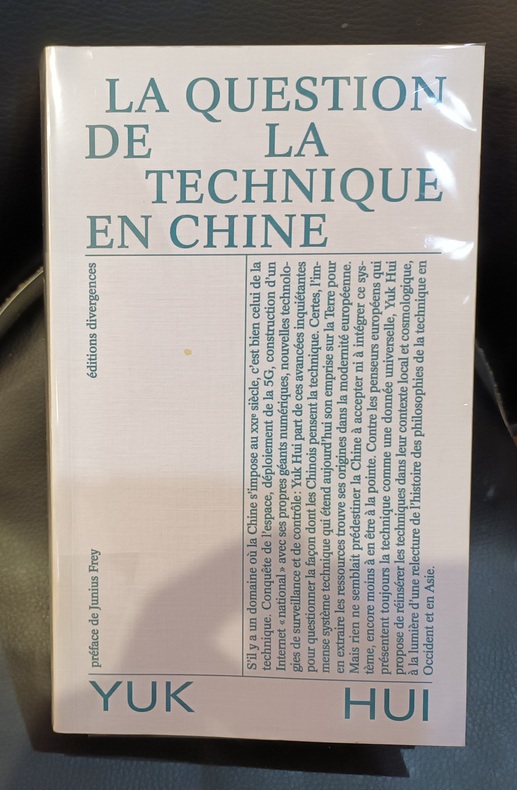 LA QUESTION
DE LA
TECHNIQUE
EN CHINE
éditions divergences
préface de Junius Frey
S'il y a un domaine où la Chine s'impose au XXIᵉ siècle, c'est bien celui de la
technique. Conquête de l'espace, déploiement de la 5G, construction d'un
Internet « national » avec ses propres géants numériques, nouvelles technolo-
gies de surveillance et de contrôle : Yuk Hui part de ces avancées inquiétantes
pour questionner la façon dont les Chinois pensent la technique. Certes, l'im-
mense système technique qui étend aujourd'hui son emprise sur la Terre pour
en extraire les ressources trouve ses origines dans la modernité européenne.
Mais rien ne semblait prédestiner la Chine à accepter ni à intégrer ce sys-
tème, encore moins à en être à la pointe. Contre les penseurs européens qui
présentent toujours la technique comme une donnée universelle, Yuk Hui
propose de réinsérer les techniques dans leur contexte local et cosmologique,
à la lumière d'une relecture de l'histoire des philosophies de la technique en
Occident et en Asie.
YUK HUI